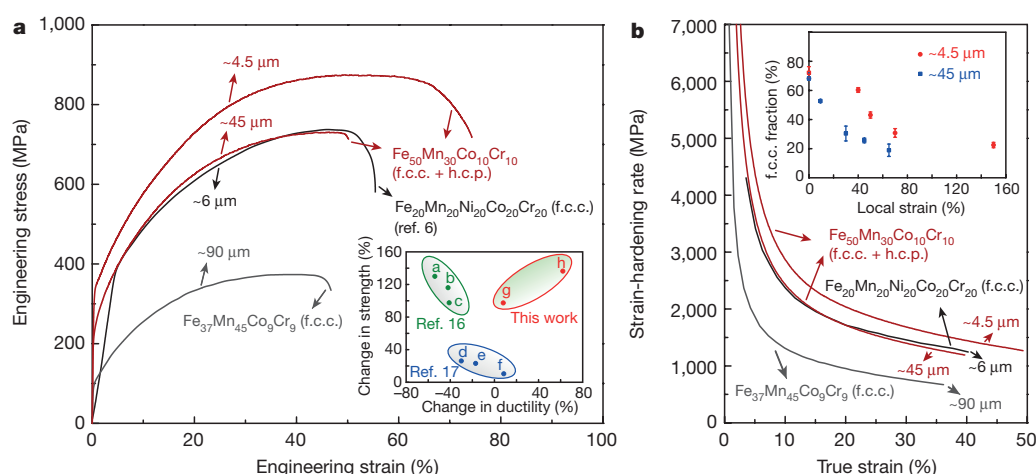 a
1,000
800
600
400
200
0
Engineering stress (MPa)
0 20 40 60 80 100
Engineering strain (%)
~4.5 μm
~45 μm
~6 μm
~90 μm
Fe50Mn30Co10Cr10
(f.c.c. + h.c.p.)
Fe20Mn20Ni20Co20Cr20 (f.c.c.)
(ref. 6)
Fe37Mn45Co9Cr9 (f.c.c.)
Change in strength (%)
160
120
80
40
0
a
b
c
Ref. 16
h
g
This work
d e f
Ref. 17
−80 −40 0 40 80
Change in ductility (%)
b
7,000
6,000
5,000
4,000
3,000
2,000
1,000
0
Strain-hardening rate (MPa)
0 10 20 30 40 50
True strain (%)
f.c.c. fraction (%)
80
60
40
20
0
~4.5 μm
~45 μm
0 40 80 120 160
Local strain (%)
Fe50Mn30Co10Cr10
(f.c.c. + h.c.p.)
Fe20Mn20Ni20Co20Cr20 (f.c.c.)
~4.5 μm
~6 μm
~45 μm
Fe37Mn45Co9Cr9 (f.c.c.)
~90 μm